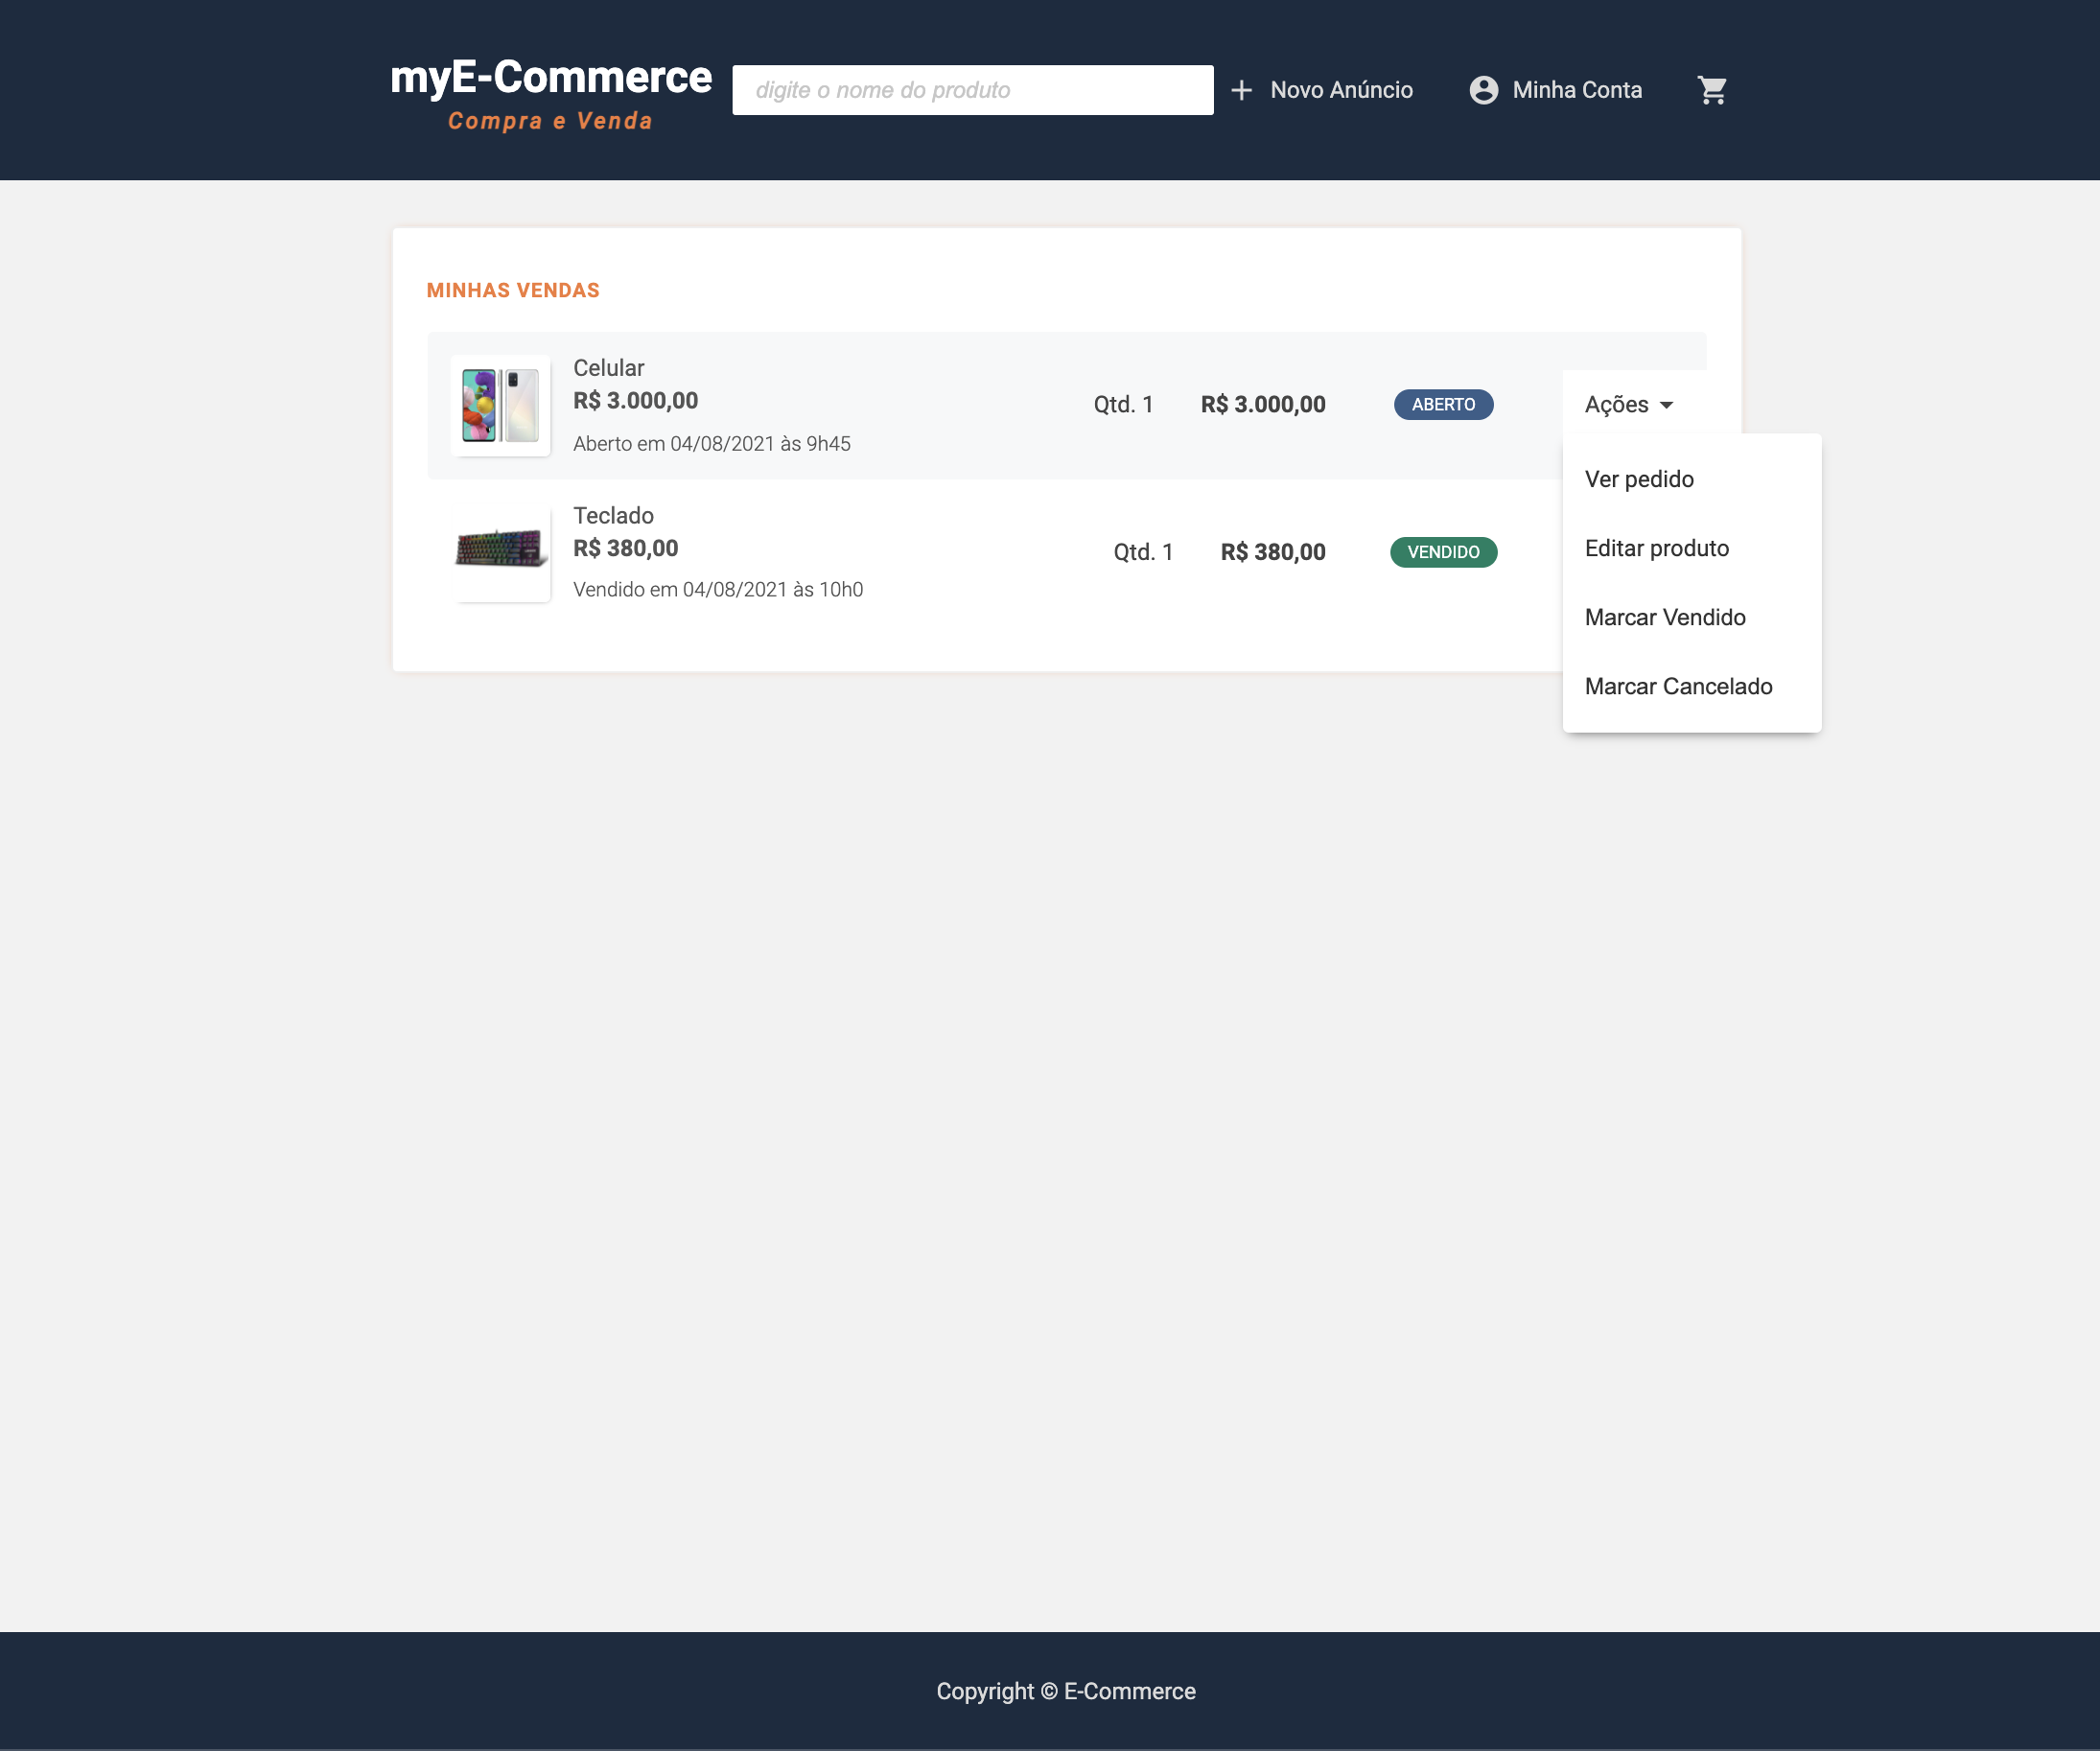 myE-Commerce
Compra e Venda
digite o nome do produto
Novo Anúncio
Minha Conta
MINHAS VENDAS
Celular
R$ 3.000,00
Aberto em 04/08/2021 às 9h45
Qtd. 1
R$ 3.000,00
ABERTO
Ações
Ver pedido
Editar produto
Marcar Vendido
Marcar Cancelado
Teclado
R$ 380,00
Vendido em 04/08/2021 às 10h0
Qtd. 1
R$ 380,00
VENDIDO
Copyright © E-Commerce